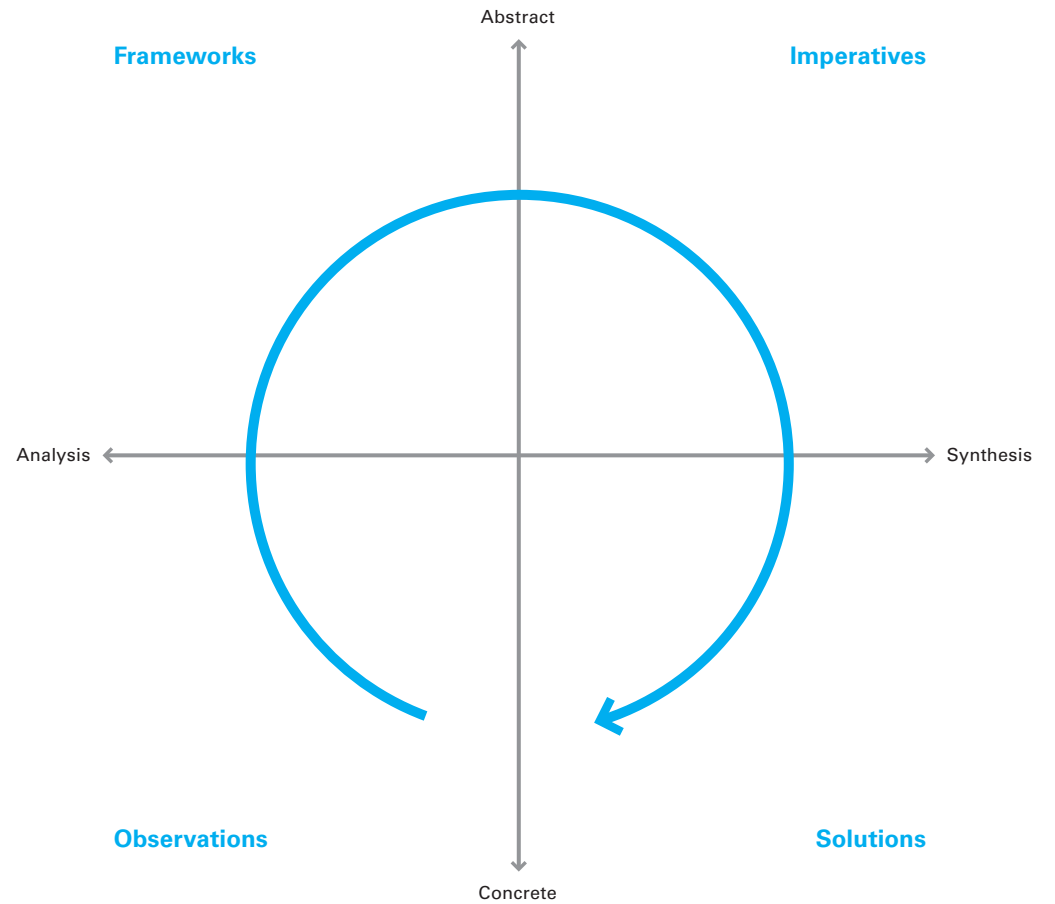 Abstract
Frameworks
Imperatives
Analysis
Synthesis
Observations
Solutions
Concrete